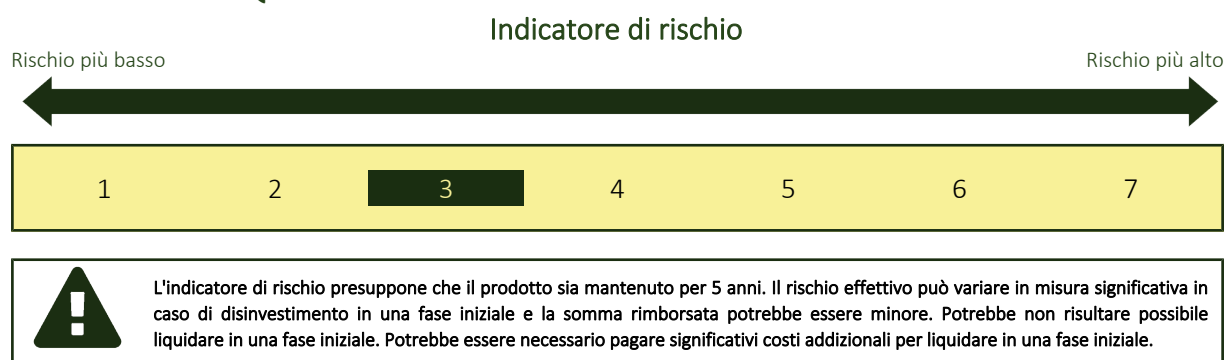 Indicatore di rischio
Rischio più basso
Rischio più alto
1 2 3 4 5 6 7
L'indicatore di rischio presuppone che il prodotto sia mantenuto per 5 anni. Il rischio effettivo può variare in misura significativa in
caso di disinvestimento in una fase iniziale e la somma rimborsata potrebbe essere minore. Potrebbe non risultare possibile
liquidare in una fase iniziale. Potrebbe essere necessario pagare significativi costi addizionali per liquidare in una fase iniziale.